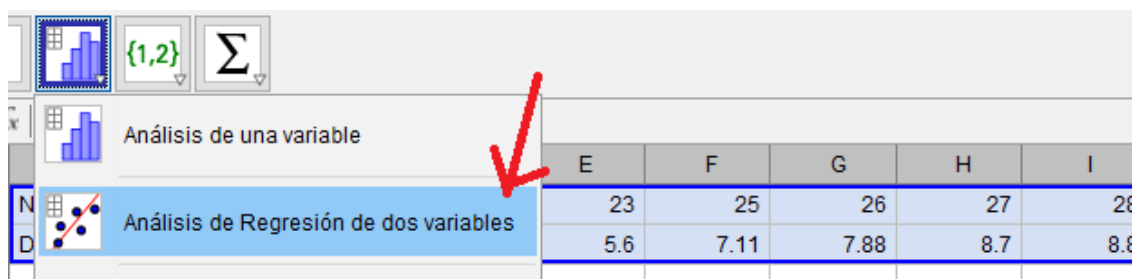 {1,2} Σ
Análisis de una variable
E F G H I
N 23 25 26 27 28
Análisis de Regresión de dos variables
D 5.6 7.11 7.88 8.7